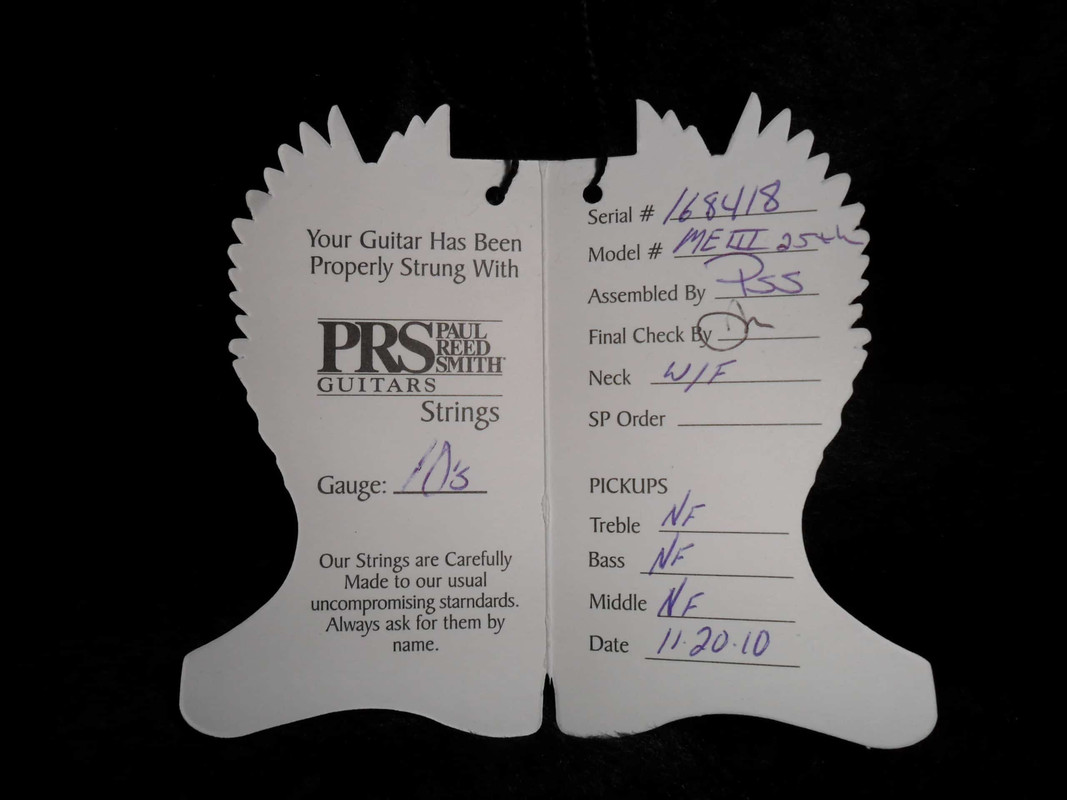 Your Guitar Has Been
Properly Strung With
PRS PAUL
REED
SMITH
GUITARS
Strings
Gauge: 10's
Our Strings are Carefully
Made to our usual
uncompromising starndards.
Always ask for them by
name.
Serial # 168418
Model # ME III 25th
Assembled By PSS
Final Check By
Neck W/F
SP Order
PICKUPS
Treble NF
Bass NF
Middle NF
Date 11·20·10